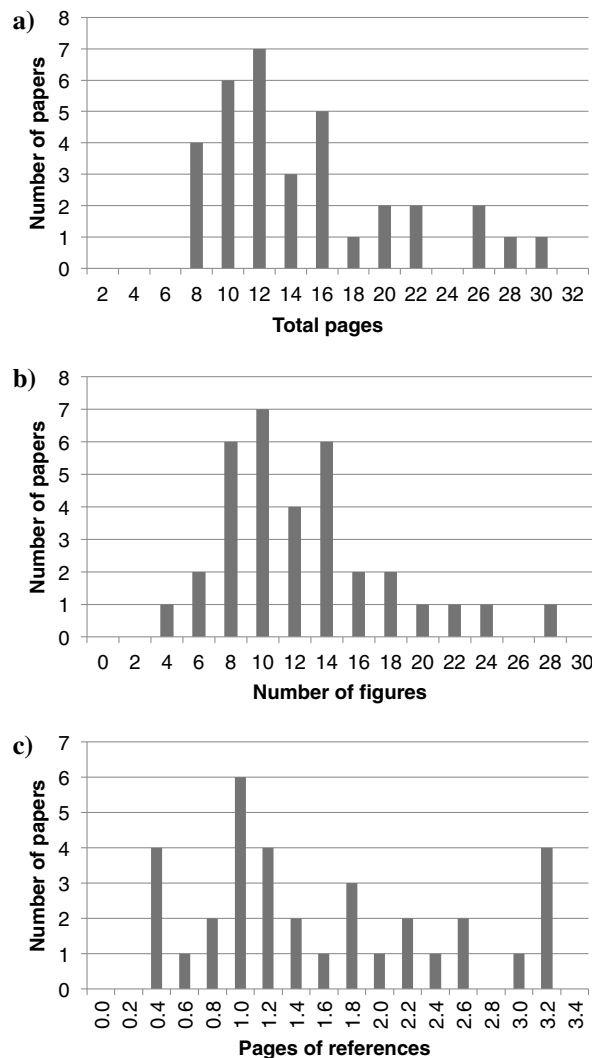 a)
Number of papers
8
7
6
5
4
3
2
1
0
2 4 6 8 10 12 14 16 18 20 22 24 26 28 30 32
Total pages
b)
Number of papers
8
7
6
5
4
3
2
1
0
0 2 4 6 8 10 12 14 16 18 20 22 24 26 28 30
Number of figures
c)
Number of papers
7
6
5
4
3
2
1
0
0.0 0.2 0.4 0.6 0.8 1.0 1.2 1.4 1.6 1.8 2.0 2.2 2.4 2.6 2.8 3.0 3.2 3.4
Pages of references